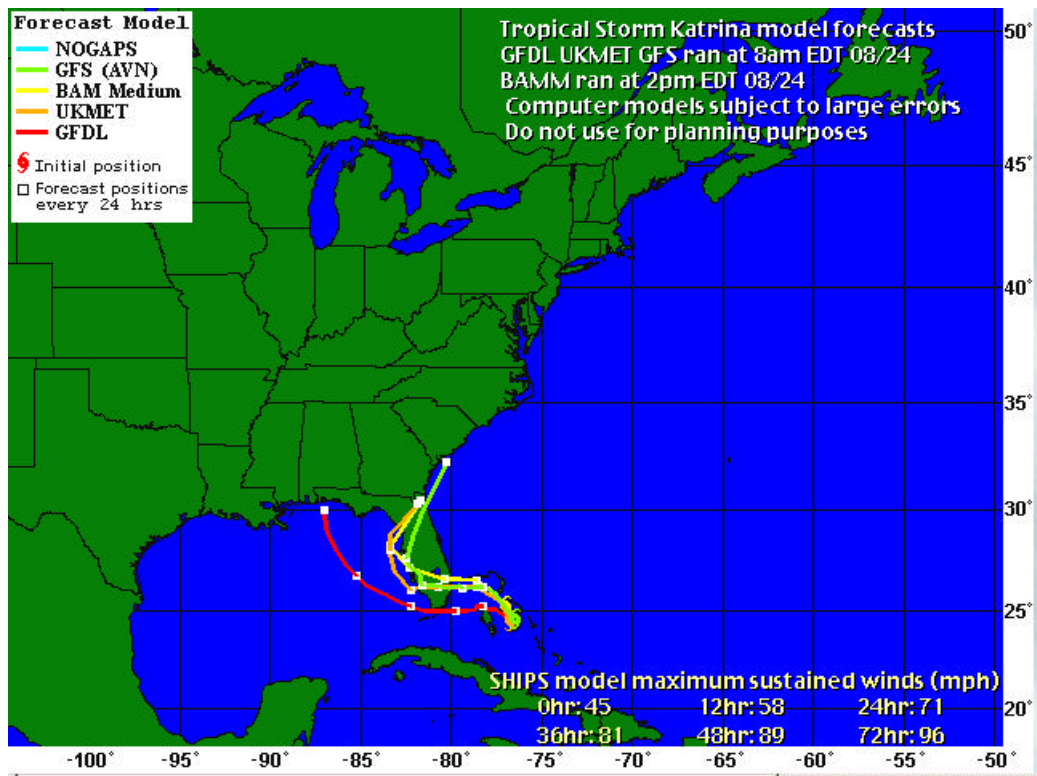 Forecast Model
NOGAPS
GFS (AVN)
BAM Medium
UKMET
GFDL
Initial position
Forecast positions
every 24 hrs
Tropical Storm Katrina model forecasts
GFDL UKMET GFS ran at 8am EDT 08/24
BAMM ran at 2pm EDT 08/24
Computer models subject to large errors
Do not use for planning purposes
50°
45°
40°
35°
30°
25°
20°
SHIPS model maximum sustained winds (mph)
0hr: 45 12hr: 58 24hr: 71
36hr: 81 48hr: 89 72hr: 96
-100° -95° -90° -85° -80° -75° -70° -65° -60° -55° -50°